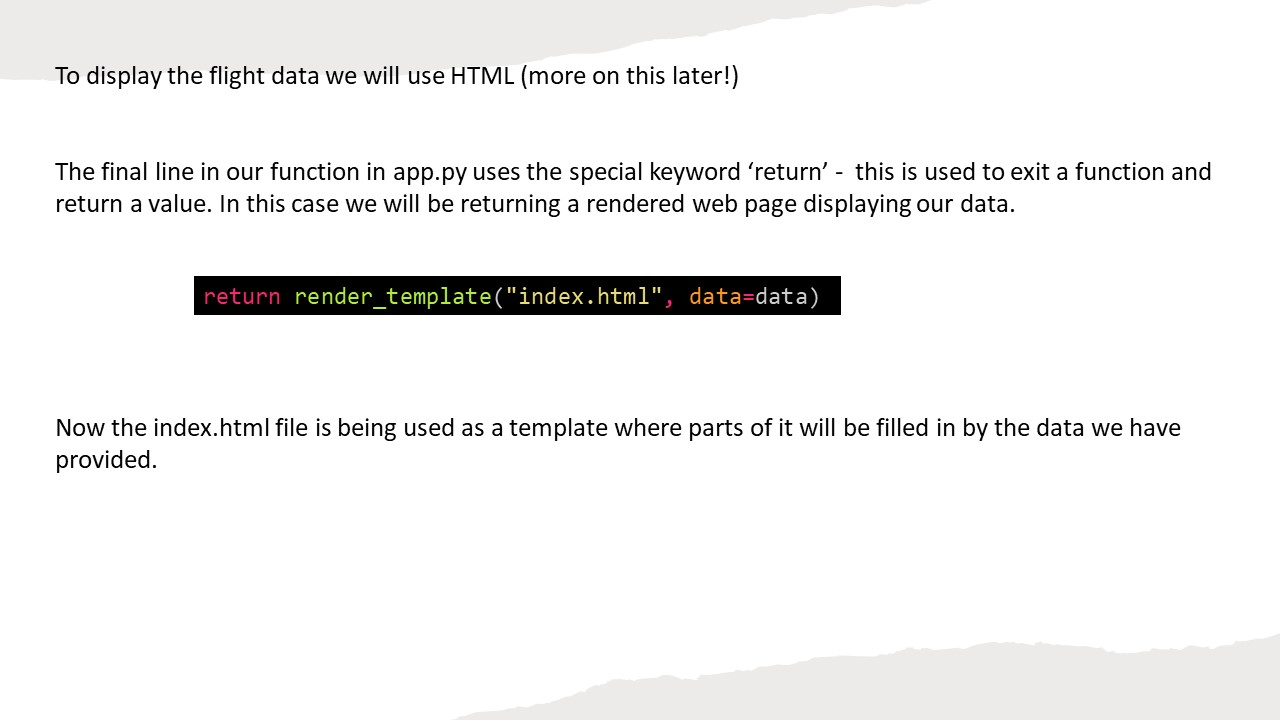 To display the flight data we will use HTML (more on this later!)
The final line in our function in app.py uses the special keyword ‘return’ -  this is used to exit a function and
return a value. In this case we will be returning a rendered web page displaying our data.
return render_template("index.html", data=data)
Now the index.html file is being used as a template where parts of it will be filled in by the data we have
provided.